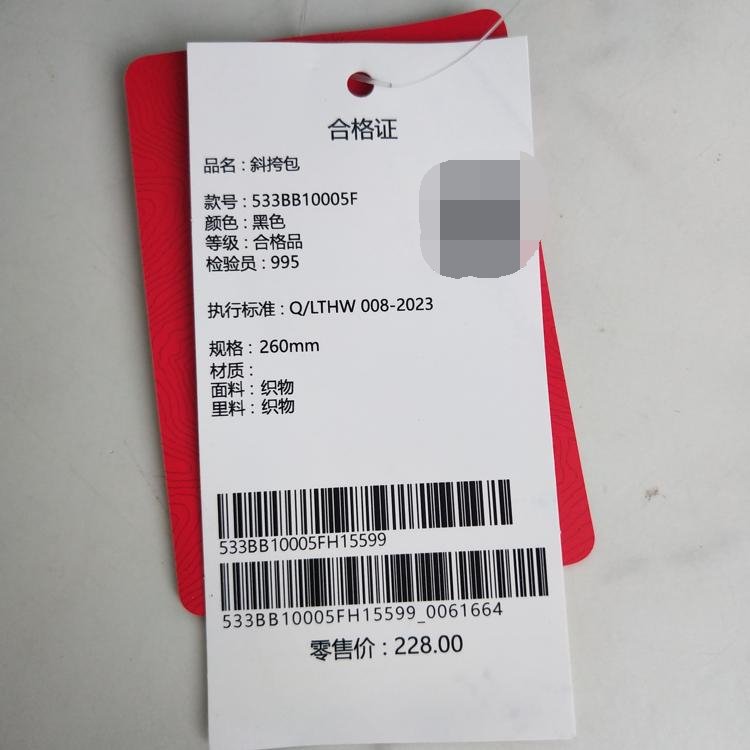 合格证
品名：斜挎包
款号：533BB10005F
颜色：黑色
等级：合格品
检验员：995
执行标准：Q/LTHW 008-2023
规格：260mm
材质：
面料：织物
里料：织物
533BB10005FH15599
533BB10005FH15599_0061664
零售价：228.00